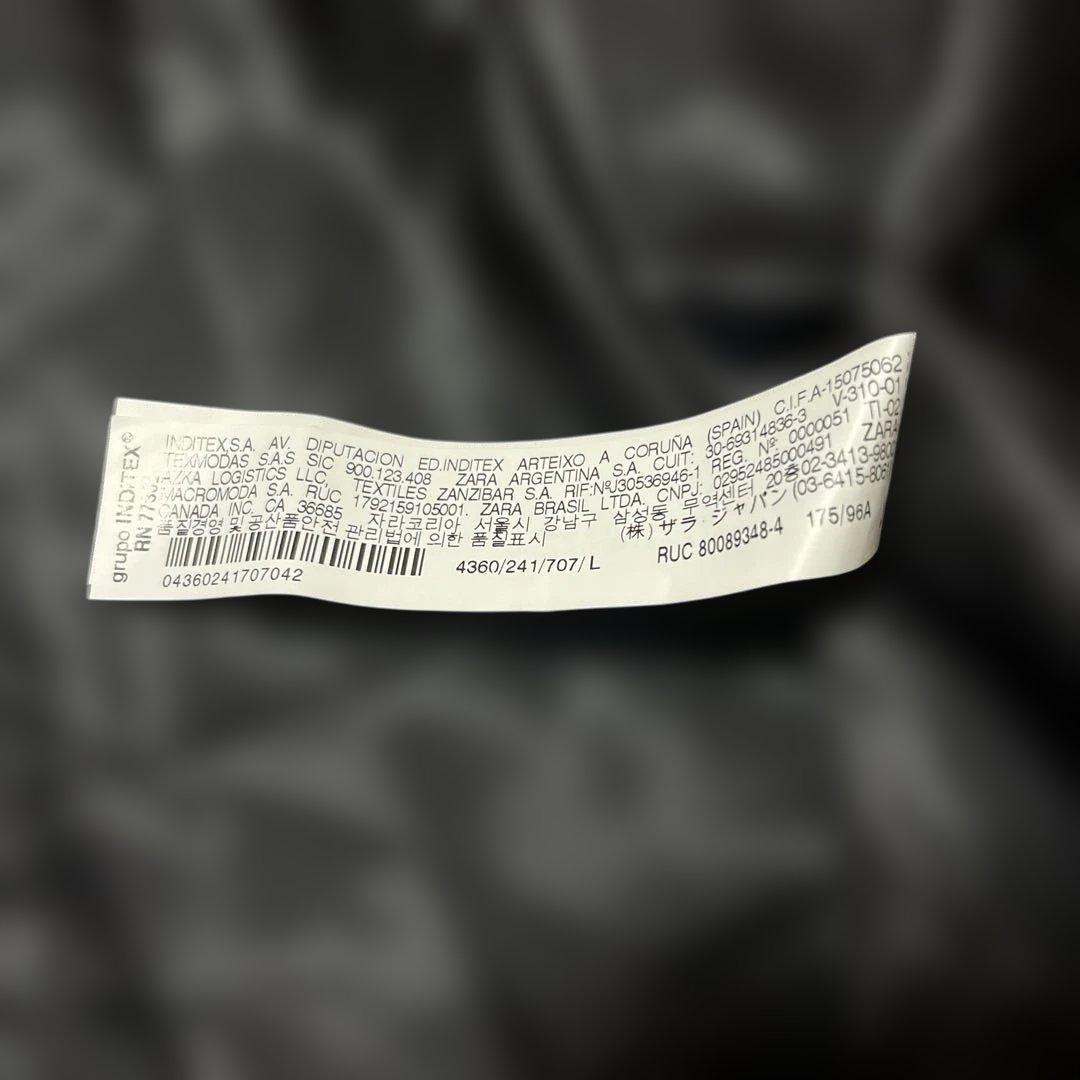 grupo INDITEX®
RN 7733
INDITEX,S.A. AV. DIPUTACION ED.INDITEX ARTEIXO A CORUÑA (SPAIN) C.I.F.A-15075062
TEXMODAS S.A.S SIC 900.123.408 ZARA ARGENTINA S.A. CUIT: 30-69314836-3 V-310-01
AZKA LOGISTICS LLC, TEXTILES ZANZIBAR S.A. RIF:Nº J30536946-1 REG. Nº: 0000051 TI-02
MACROMODA S.A. RUC 1792159105001. ZARA BRASIL LTDA. CNPJ: 02952485000491 ZARA
CANADA INC. CA 36685 자라코리아 서울시 강남구 삼성동 무역센터 20층 02-3413-980
품질경영 및 공산품안전 관리법에 의한 품질표시 (株) ザラ ジャパン (03-6415-806
04360241707042
4360/241/707/ L
RUC 80089348-4
175/96A